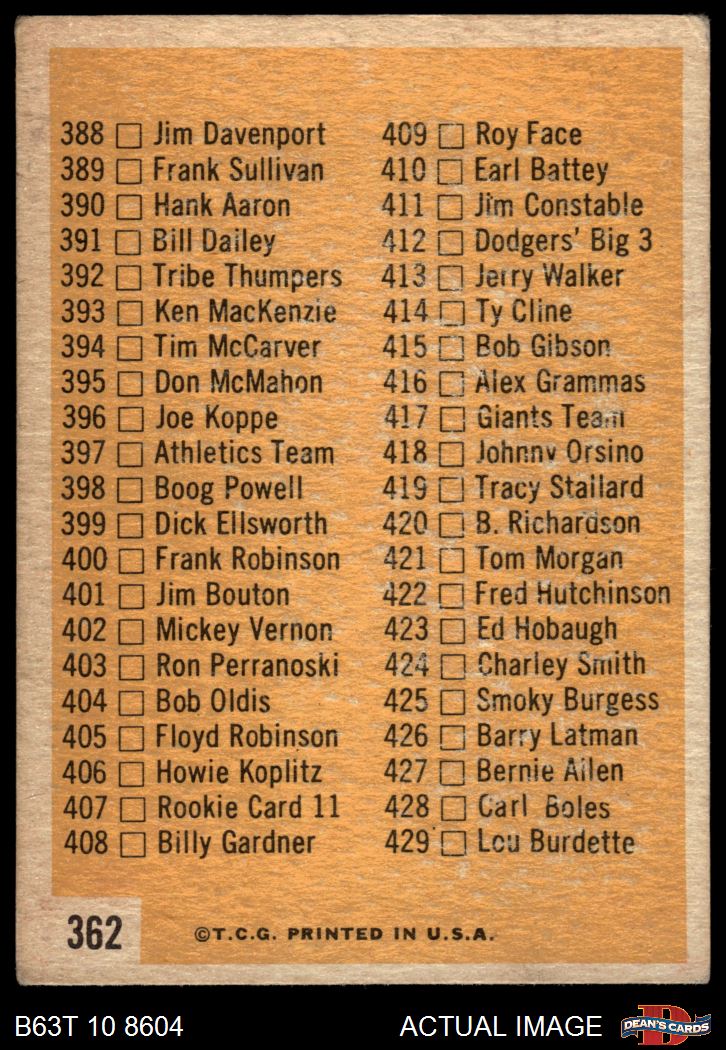 388 Jim Davenport
389 Frank Sullivan
390 Hank Aaron
391 Bill Dailey
392 Tribe Thumpers
393 Ken MacKenzie
394 Tim McCarver
395 Don McMahon
396 Joe Koppe
397 Athletics Team
398 Boog Powell
399 Dick Ellsworth
400 Frank Robinson
401 Jim Bouton
402 Mickey Vernon
403 Ron Perranoski
404 Bob Oldis
405 Floyd Robinson
406 Howie Koplitz
407 Rookie Card 11
408 Billy Gardner
409 Roy Face
410 Earl Battey
411 Jim Constable
412 Dodgers' Big 3
413 Jerry Walker
414 Ty Cline
415 Bob Gibson
416 Alex Grammas
417 Giants Team
418 Johnny Orsino
419 Tracy Stallard
420 B. Richardson
421 Tom Morgan
422 Fred Hutchinson
423 Ed Hobaugh
424 Charley Smith
425 Smoky Burgess
426 Barry Latman
427 Bernie Allen
428 Carl Boles
429 Lou Burdette
362
©T.C.G. PRINTED IN U.S.A.
B63T 10 8604
ACTUAL IMAGE
D
DEAN'S CARDS